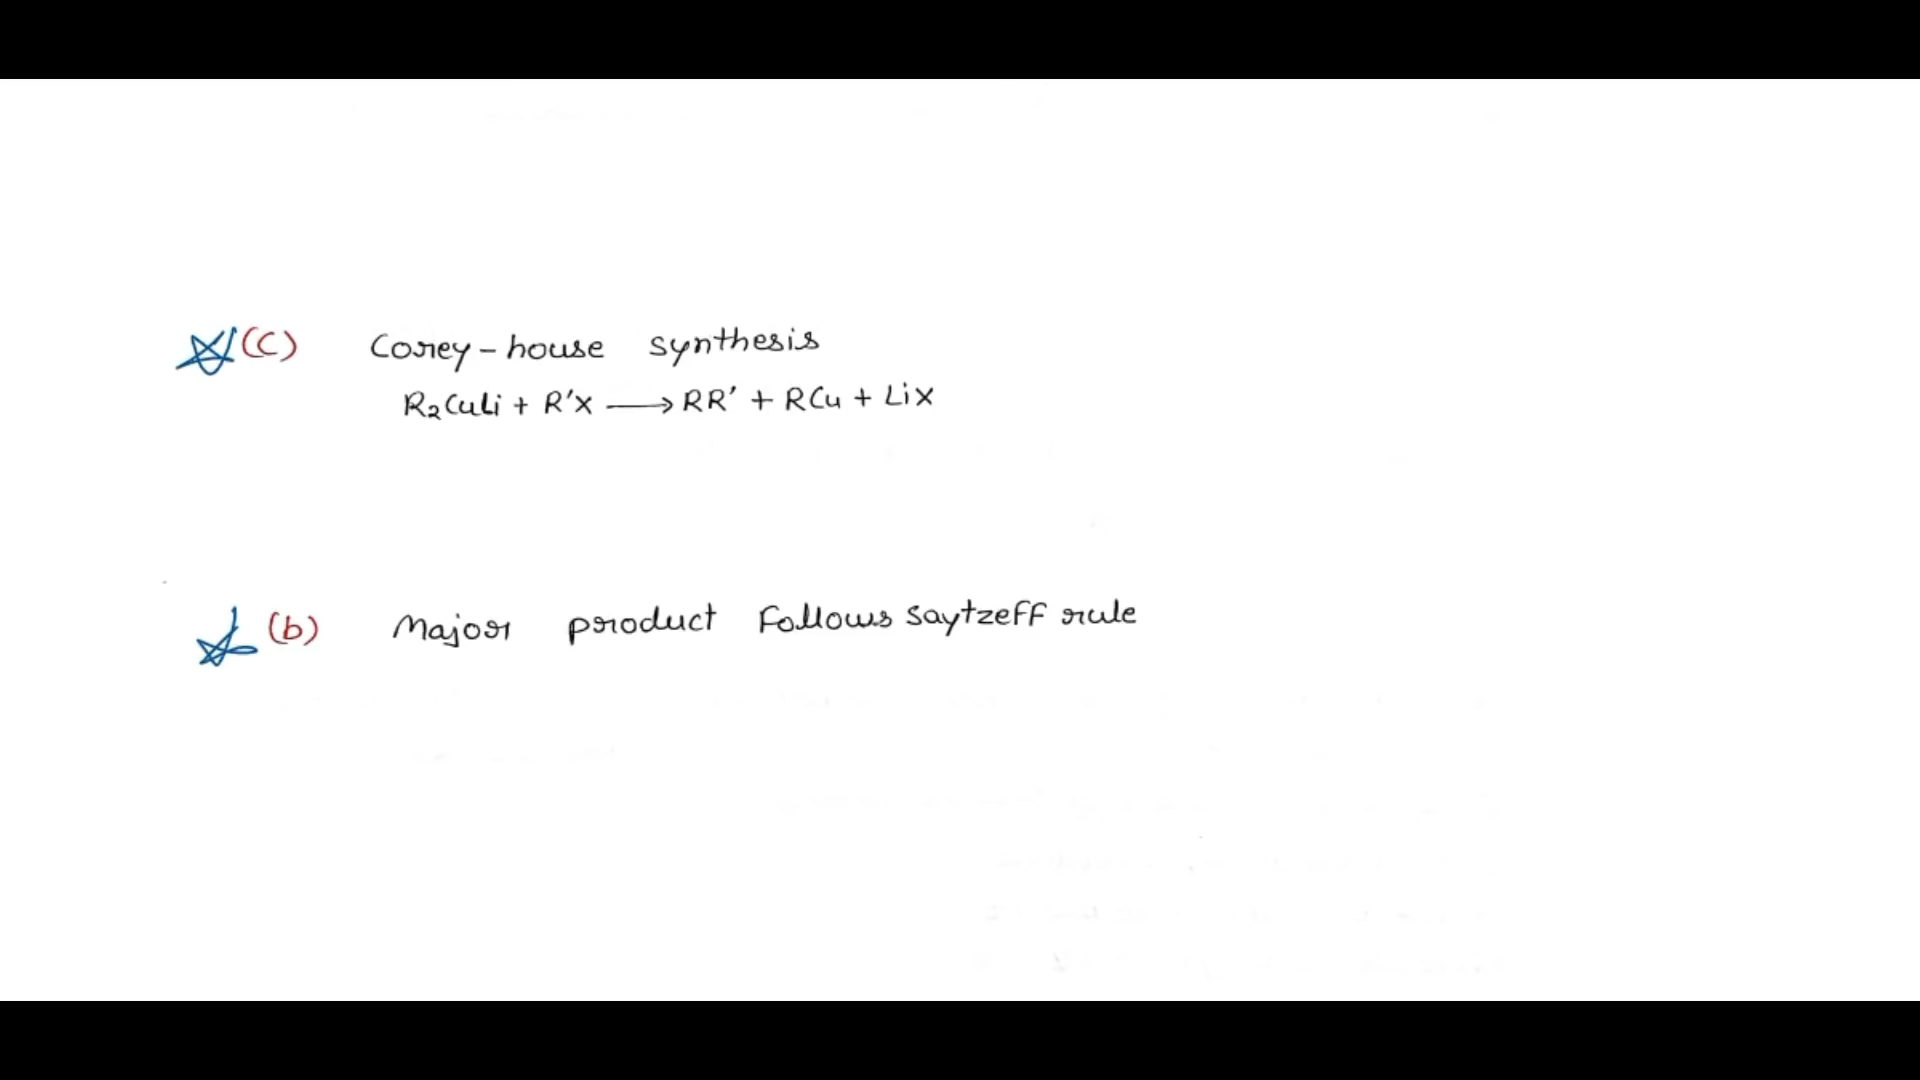 (C) Corey-house synthesis
R₂CuLi + R'X ⟶ RR' + RCu + LiX
(b) Major product Follows Saytzeff rule